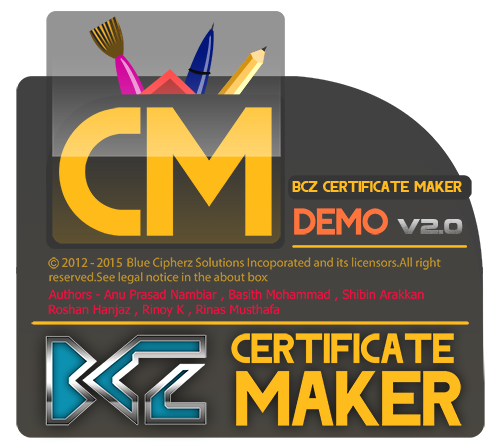 CM
BCZ CERTIFICATE MAKER
DEMO V2.0
© 2012 - 2015 Blue Cipherz Solutions Incorporated and its licensors.All right
reserved.See legal notice in the about box
Authors - Anu Prasad Nambiar , Basith Mohammad , Shibin Arakkan
Roshan Hanjaz , Rinoy K , Rinas Musthafa
BCZ CERTIFICATE
MAKER